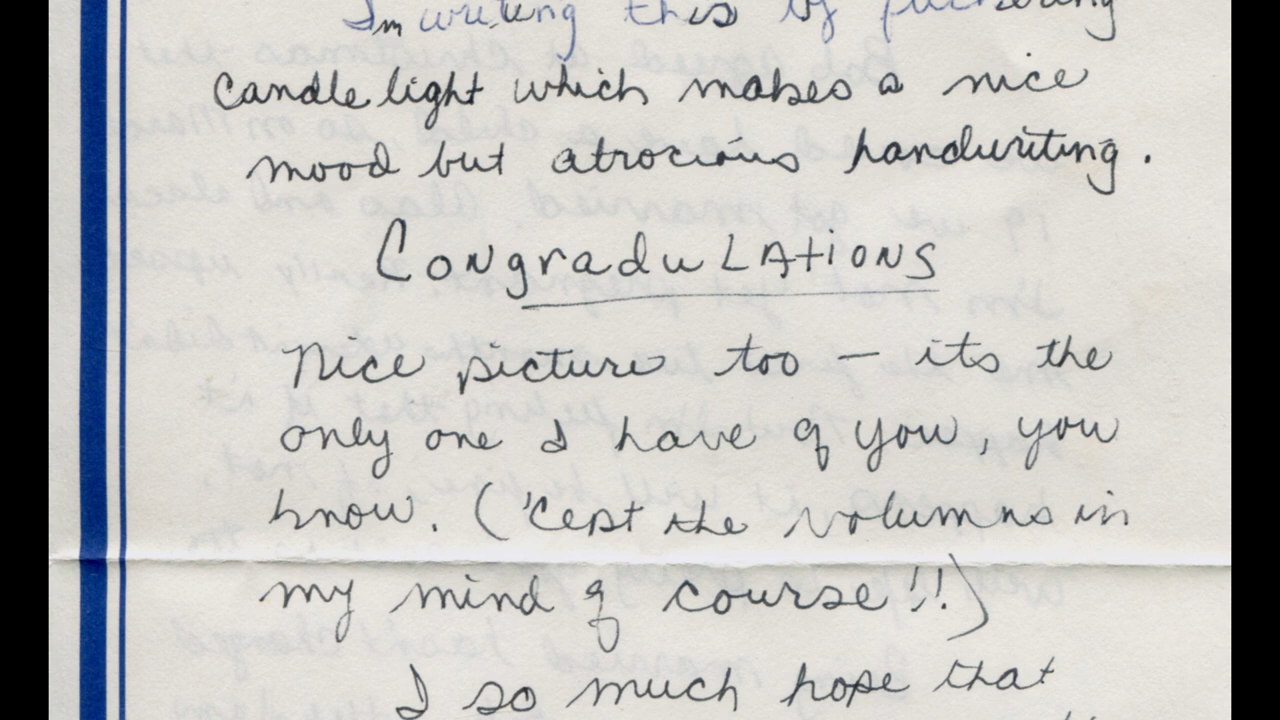 Im writing this by flickering
candle light which makes a nice
mood but atrocious handwriting.
CongraduLAtions
Nice picture too — its the
only one I have of you, you
know. ('cept the volumns in
my mind of course!!)
I so much hope that